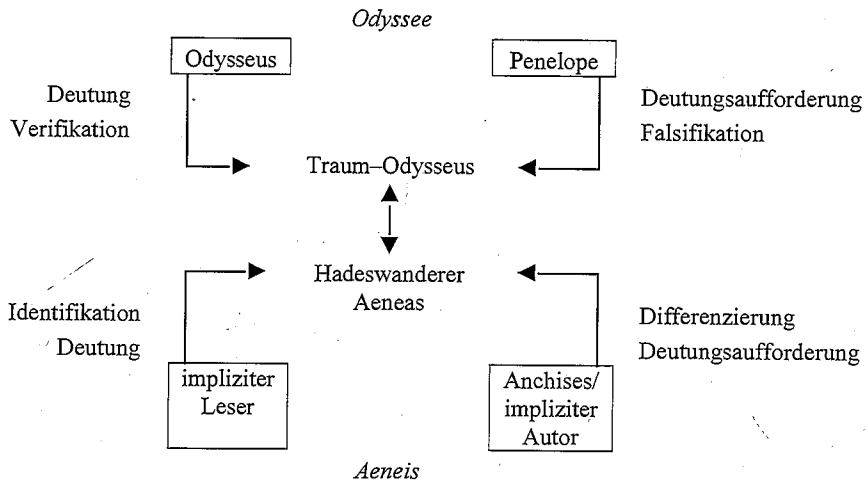 Odyssee
Odysseus
Penelope
Deutung
Verifikation
Deutungsaufforderung
Falsifikation
Traum–Odysseus
Hadeswanderer
Aeneas
Identifikation
Deutung
Differenzierung
Deutungsaufforderung
impliziter
Leser
Anchises/
impliziter
Autor
Aeneis